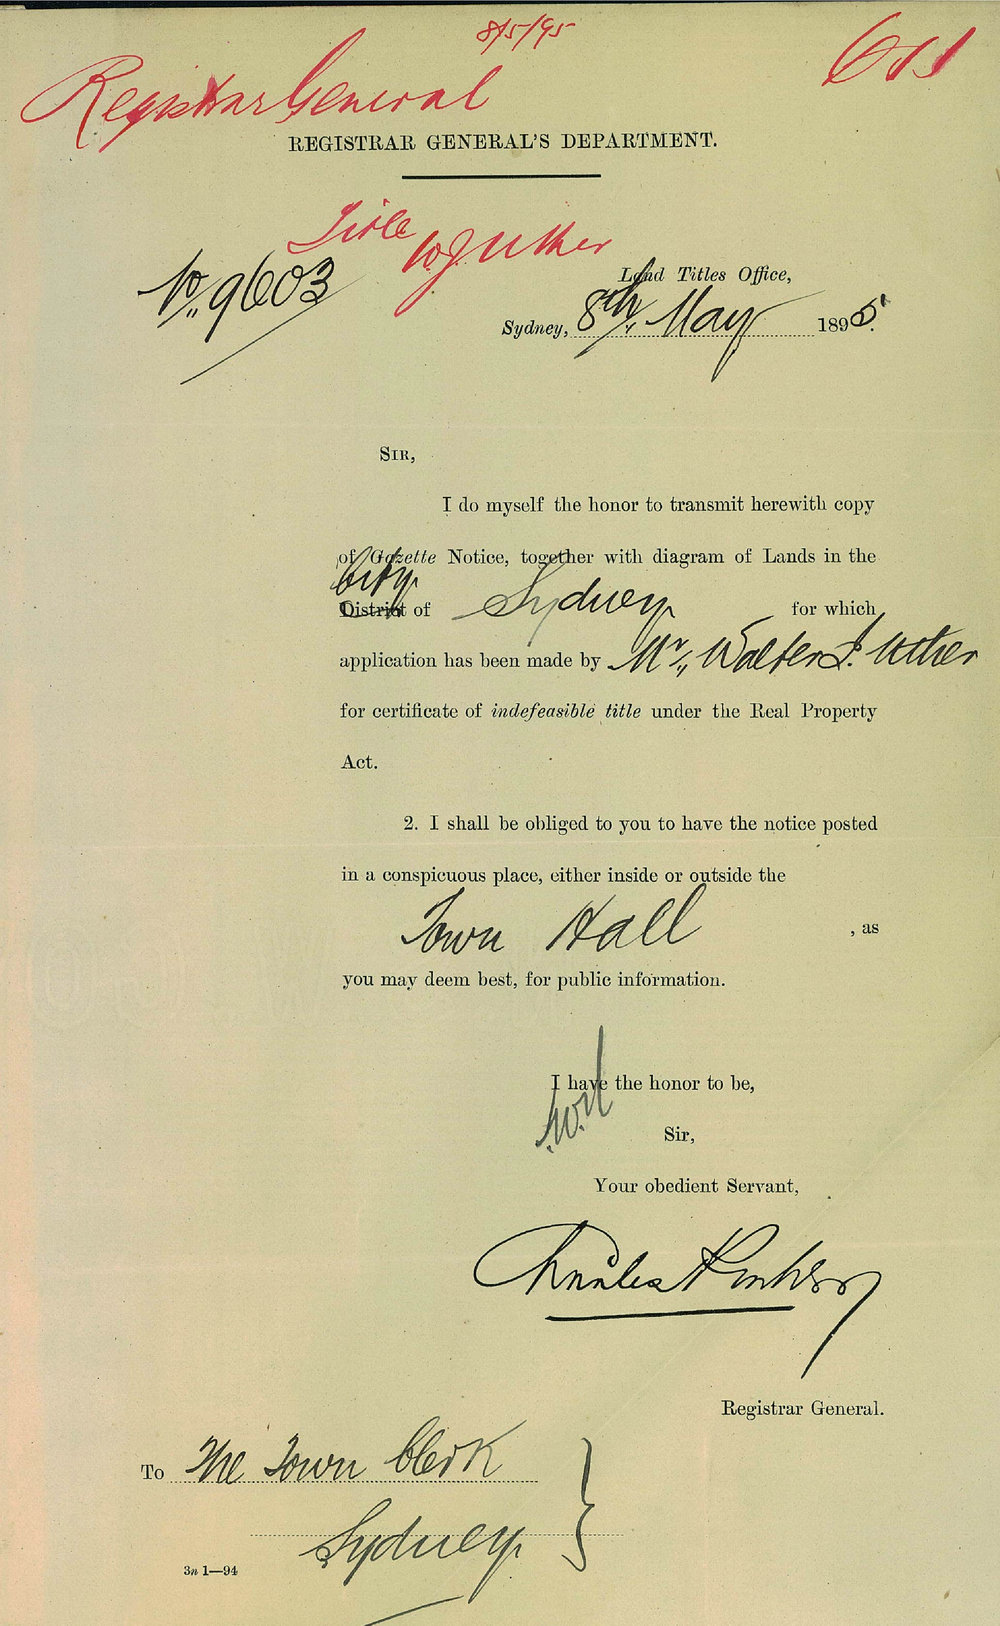 8/5/95
Registrar General
REGISTRAR GENERAL'S DEPARTMENT.
Title
together
No. 9603
Land Titles Office,
Sydney, 8th May 1895.
SIR,
I do myself the honor to transmit herewith copy
of Gazette Notice, together with diagram of Lands in the
City
District of Sydney for which
application has been made by Mr. Walter J. Uther
for certificate of indefeasible title under the Real Property
Act.
2. I shall be obliged to you to have the notice posted
in a conspicuous place, either inside or outside the
Town Hall , as
you may deem best, for public information.
I have the honor to be,
Sir,
Your obedient Servant,
Charles
Registrar General.
To The Town Clerk
Sydney.
3n 1—94